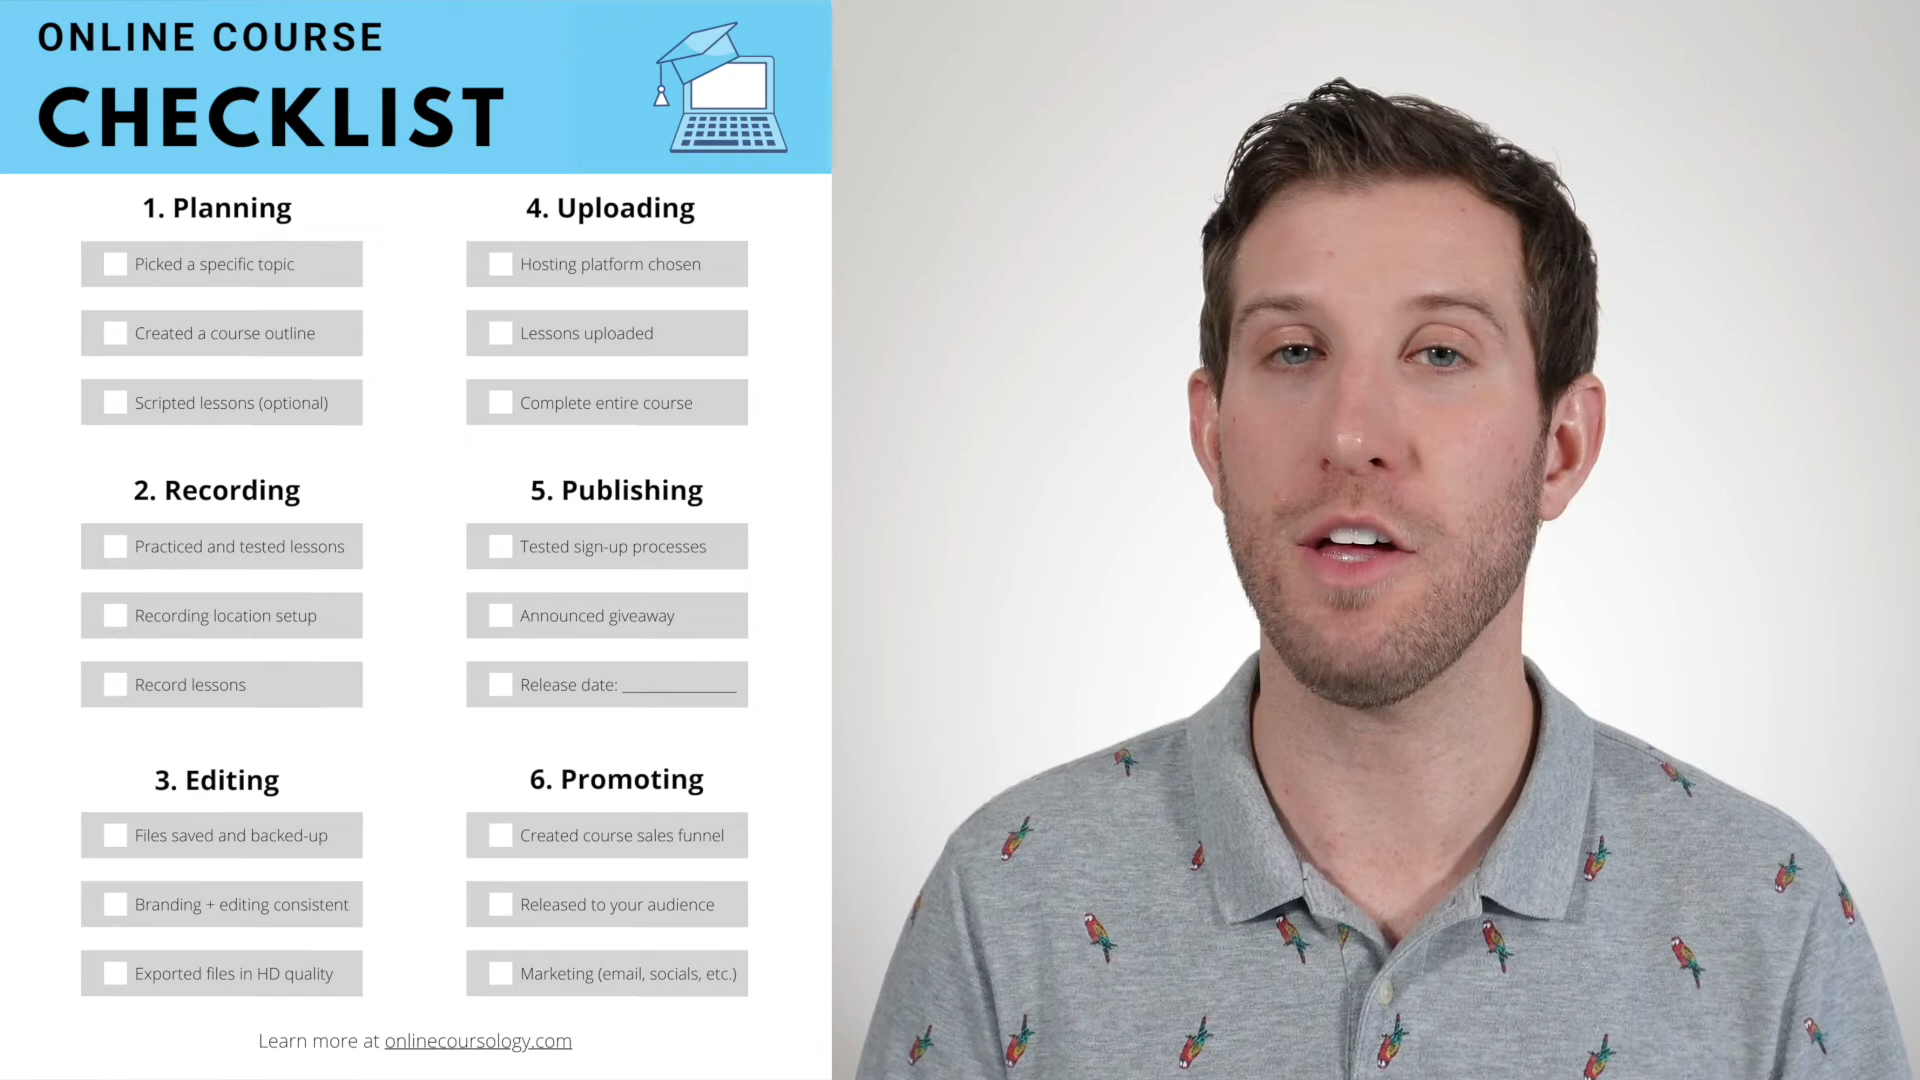 ONLINE COURSE
CHECKLIST
1. Planning
Picked a specific topic
Created a course outline
Scripted lessons (optional)
2. Recording
Practiced and tested lessons
Recording location setup
Record lessons
3. Editing
Files saved and backed-up
Branding + editing consistent
Exported files in HD quality
4. Uploading
Hosting platform chosen
Lessons uploaded
Complete entire course
5. Publishing
Tested sign-up processes
Announced giveaway
Release date: ____________
6. Promoting
Created course sales funnel
Released to your audience
Marketing (email, socials, etc.)
Learn more at onlinecoursology.com